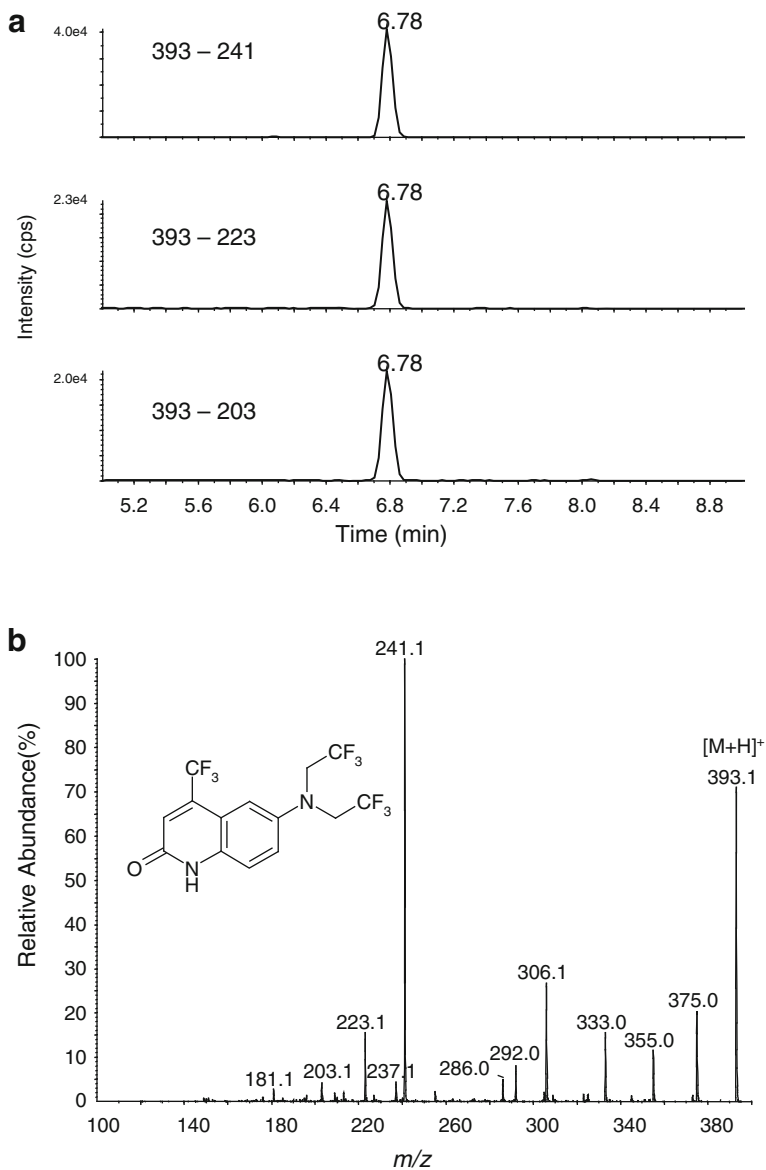 a
4.0e4
6.78
393 – 241
2.3e4
6.78
393 – 223
Intensity (cps)
2.0e4
6.78
393 – 203
5.2 5.6 6.0 6.4 6.8 7.2 7.6 8.0 8.4 8.8
Time (min)
b
100
90
80
70
60
50
40
30
20
10
0
Relative Abundance(%)
241.1
[M+H]+
393.1
CF3
CF3
CF3
N
O
N
H
306.1
375.0
333.0
355.0
223.1
292.0
286.0
237.1
203.1
181.1
100 140 180 220 260 300 340 380
m/z